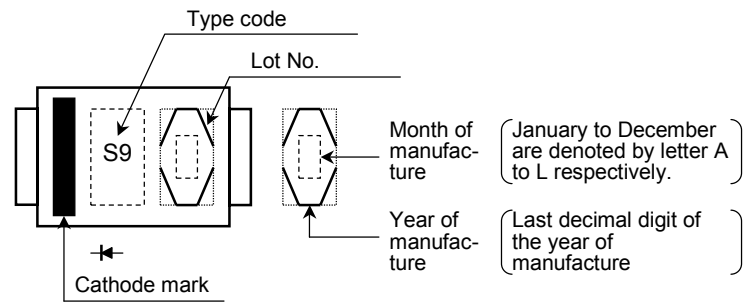 Type code
Lot No.
S9
Month of
manufac-
ture
January to December
are denoted by letter A
to L respectively.
Year of
manufac-
ture
Last decimal digit of
the year of
manufacture
Cathode mark